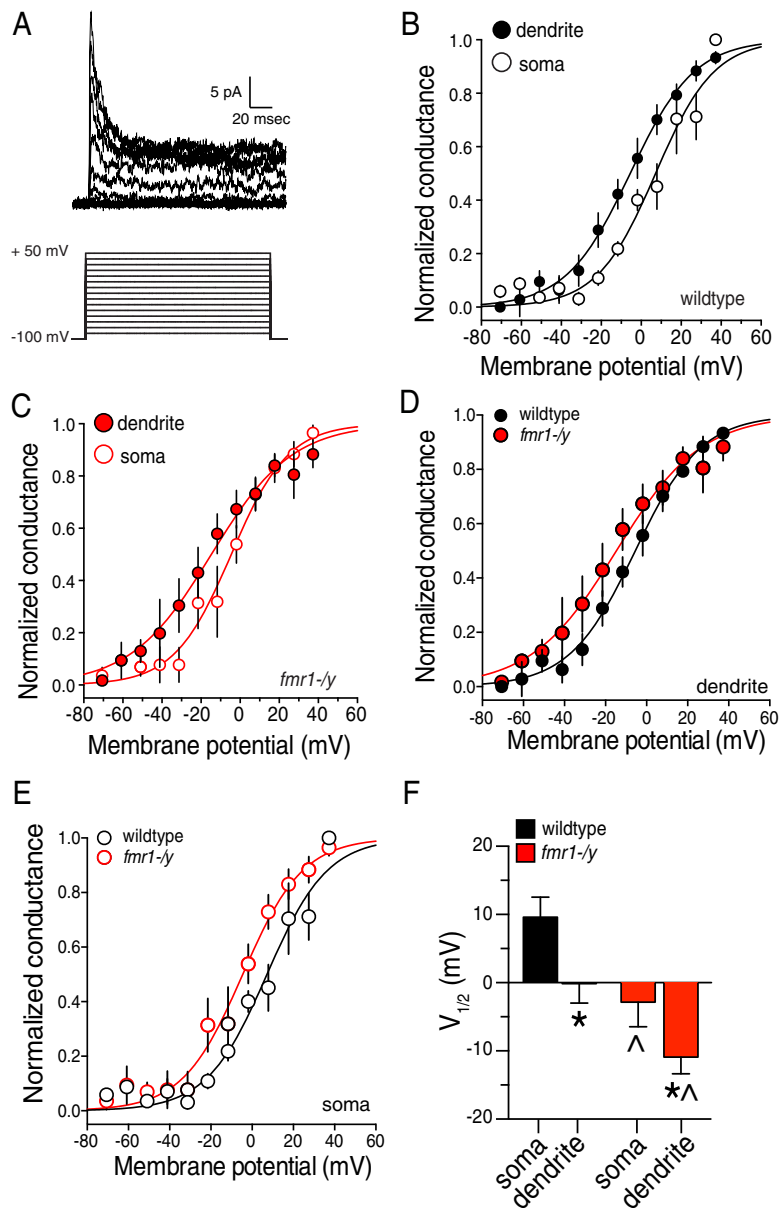 A
5 pA
20 msec
+ 50 mV
-100 mV
B
dendrite
soma
Normalized conductance
1.0
0.8
0.6
0.4
0.2
0.0
wildtype
-80 -60 -40 -20 0 20 40 60
Membrane potential (mV)
C
dendrite
soma
Normalized conductance
1.0
0.8
0.6
0.4
0.2
0.0
fmr1-/y
-80 -60 -40 -20 0 20 40 60
Membrane potential (mV)
D
wildtype
fmr1-/y
Normalized conductance
1.0
0.8
0.6
0.4
0.2
0.0
dendrite
-80 -60 -40 -20 0 20 40 60
Membrane potential (mV)
E
wildtype
fmr1-/y
Normalized conductance
1.0
0.8
0.6
0.4
0.2
0.0
soma
-80 -60 -40 -20 0 20 40 60
Membrane potential (mV)
F
wildtype
fmr1-/y
V1/2 (mV)
20
10
0
-10
-20
*
^
*^
soma
dendrite
soma
dendrite